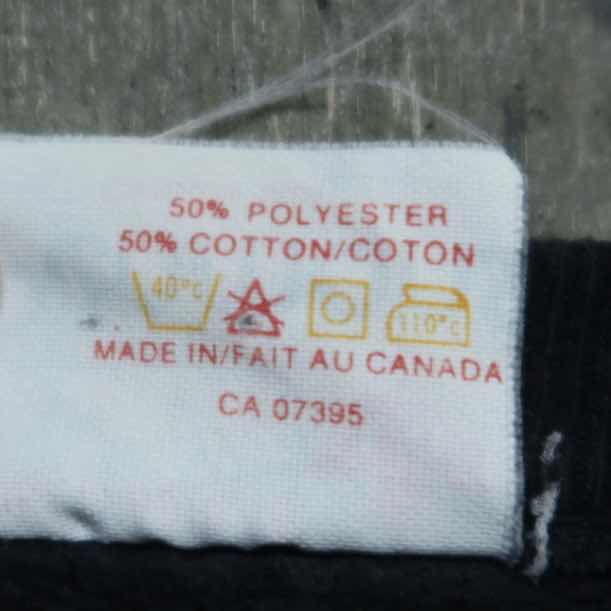 50% POLYESTER
50% COTTON/COTON
40°C 110°C
MADE IN/FAIT AU CANADA
CA 07395